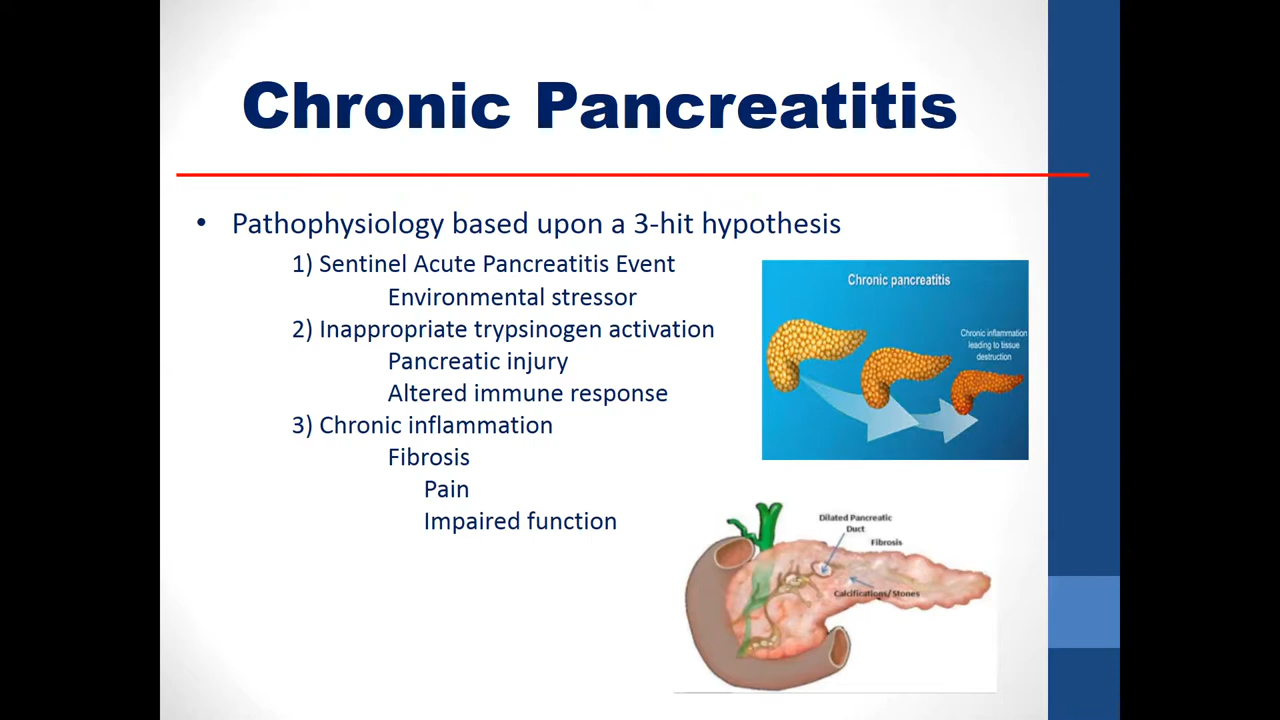 Chronic Pancreatitis
• Pathophysiology based upon a 3-hit hypothesis
1) Sentinel Acute Pancreatitis Event
Environmental stressor
2) Inappropriate trypsinogen activation
Pancreatic injury
Altered immune response
3) Chronic inflammation
Fibrosis
Pain
Impaired function
Chronic pancreatitis
Chronic inflammation
leading to tissue
destruction
Dilated Pancreatic
Duct
Fibrosis
Calcifications/Stones